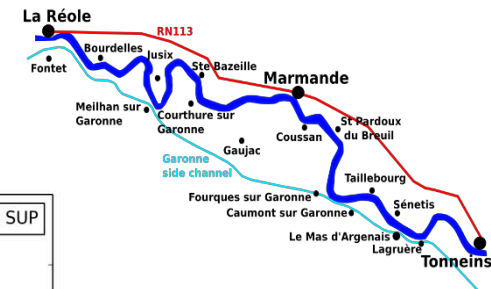 La Réole
RN113
Bourdelles
Jusix
Fontet
Ste Bazeille
Marmande
Meilhan sur
Garonne
Courthure sur
Garonne
St Pardoux
du Breuil
Coussan
Gaujac
Garonne
side channel
Taillebourg
Fourques sur Garonne
Caumont sur Garonne
Sénetis
SUP
Le Mas d'Argenais
Lagruère
Tonneins